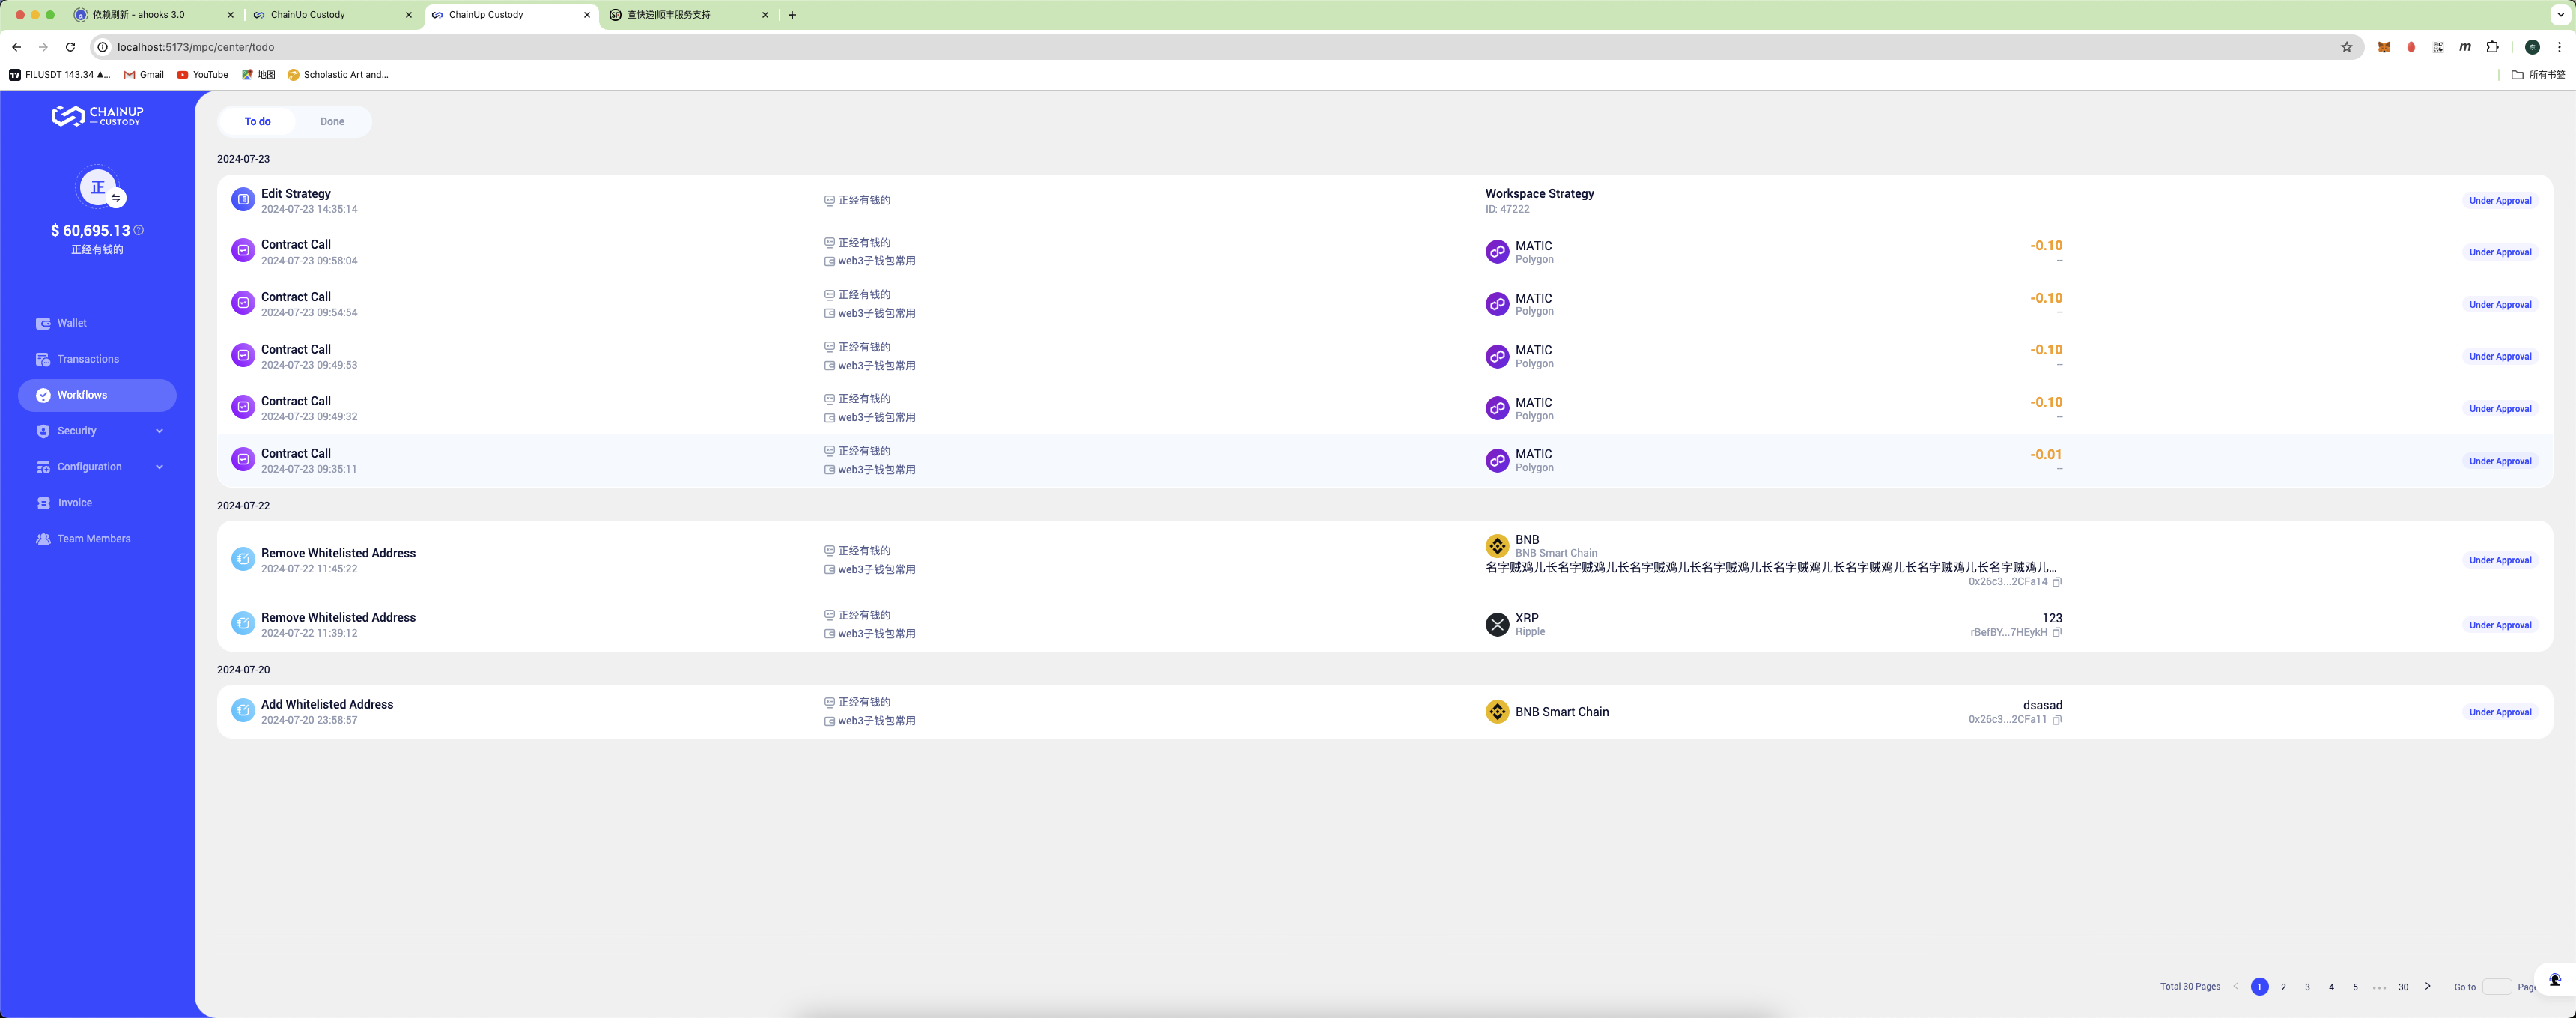 依赖刷新 - ahooks 3.0
ChainUp Custody
ChainUp Custody
查快递|顺丰服务支持
localhost:5173/mpc/center/todo
FILUSDT 143.34 ▲...
Gmail
YouTube
地图
Scholastic Art and...
所有书签
CHAINUP
CUSTODY
正
$ 60,695.13
正经有钱的
Wallet
Transactions
Workflows
Security
Configuration
Invoice
Team Members
To do
Done
2024-07-23
Edit Strategy
2024-07-23 14:35:14
正经有钱的
Workspace Strategy
ID: 47222
Under Approval
Contract Call
2024-07-23 09:58:04
正经有钱的
web3子钱包常用
MATIC
Polygon
-0.10
--
Under Approval
Contract Call
2024-07-23 09:54:54
正经有钱的
web3子钱包常用
MATIC
Polygon
-0.10
--
Under Approval
Contract Call
2024-07-23 09:49:53
正经有钱的
web3子钱包常用
MATIC
Polygon
-0.10
--
Under Approval
Contract Call
2024-07-23 09:49:32
正经有钱的
web3子钱包常用
MATIC
Polygon
-0.10
--
Under Approval
Contract Call
2024-07-23 09:35:11
正经有钱的
web3子钱包常用
MATIC
Polygon
-0.01
--
Under Approval
2024-07-22
Remove Whitelisted Address
2024-07-22 11:45:22
正经有钱的
web3子钱包常用
BNB
BNB Smart Chain
名字贼鸡儿长名字贼鸡儿长名字贼鸡儿长名字贼鸡儿长名字贼鸡儿长名字贼鸡儿长名字贼鸡儿长名字贼鸡儿...
0x26c3...2CFa14
Under Approval
Remove Whitelisted Address
2024-07-22 11:39:12
正经有钱的
web3子钱包常用
XRP
Ripple
123
rBefBY...7HEykH
Under Approval
2024-07-20
Add Whitelisted Address
2024-07-20 23:58:57
正经有钱的
web3子钱包常用
BNB Smart Chain
dsasad
0x26c3...2CFa11
Under Approval
Total 30 Pages
1 2 3 4 5 ••• 30
Go to
Page